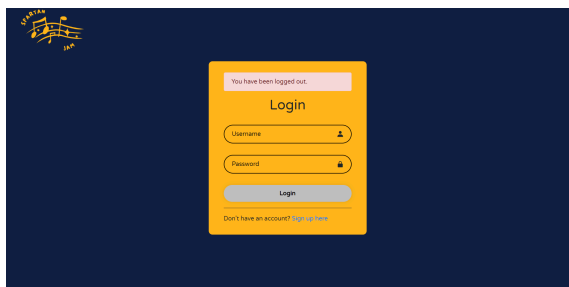 SPARTAN
JAM
You have been logged out.
Login
Username
Password
Login
Don't have an account? Sign up here